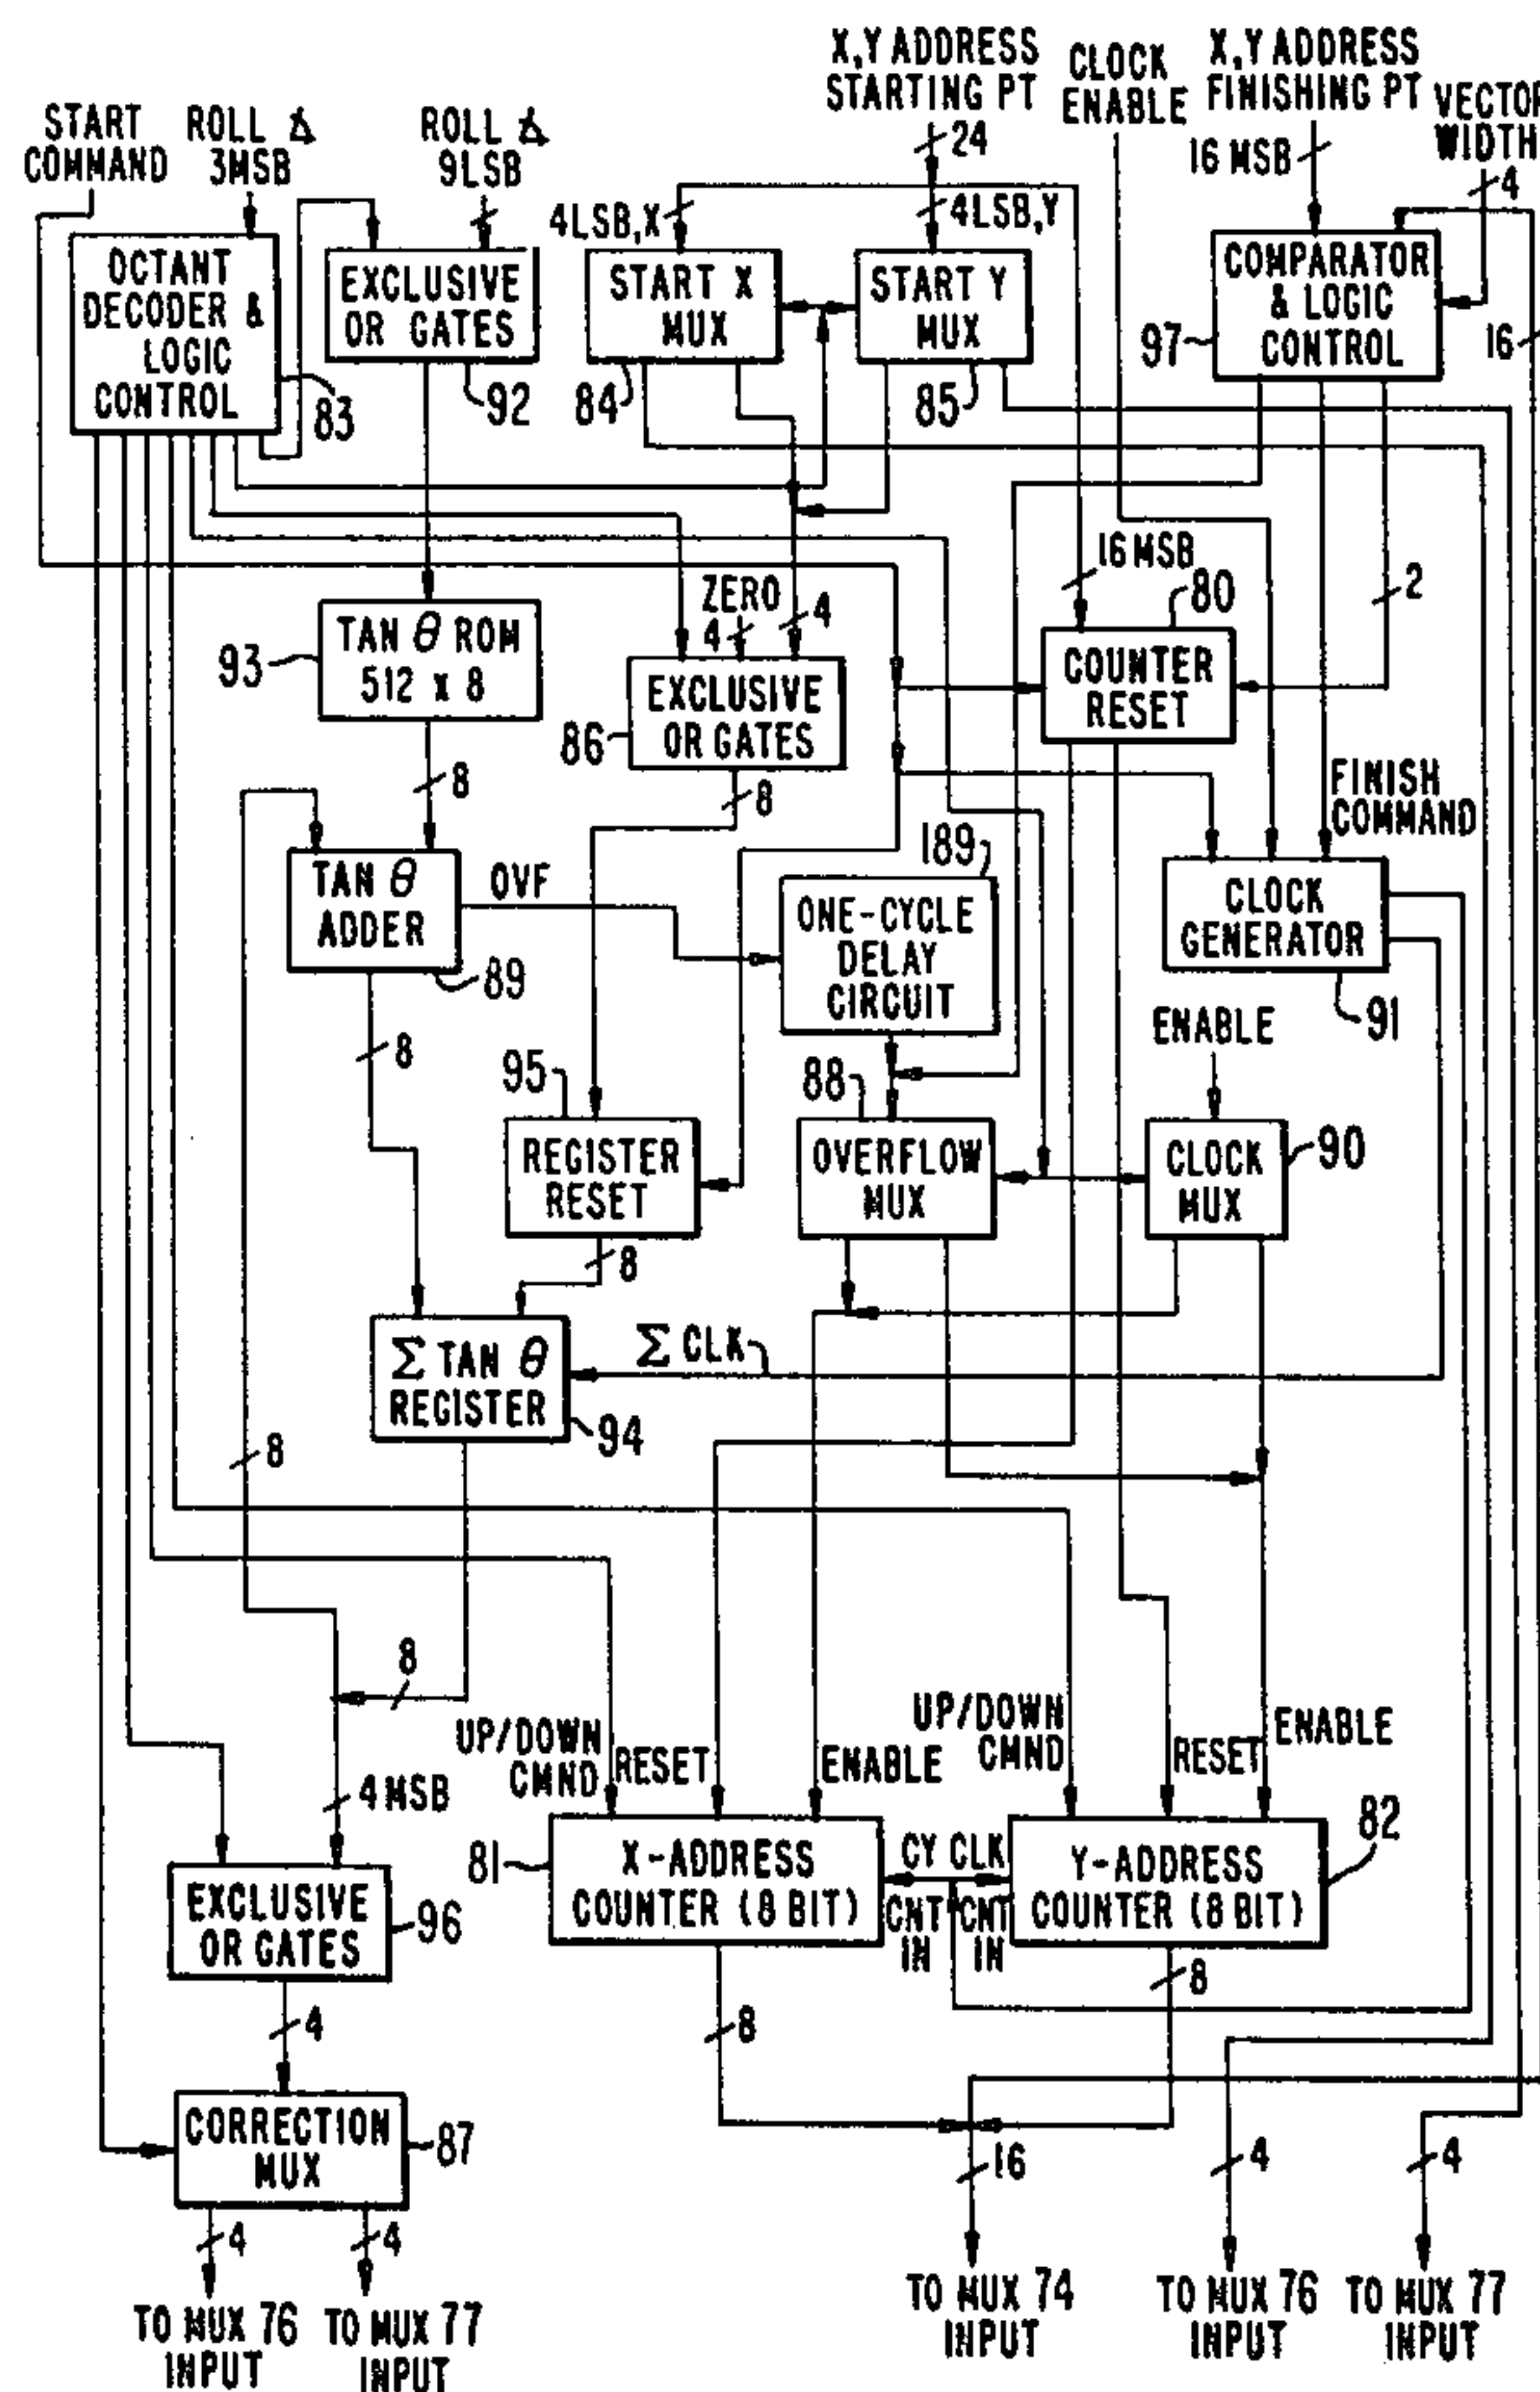 START
COMMAND
ROLL ∡
3MSB
ROLL ∡
9LSB
X,Y ADDRESS
STARTING PT
24
CLOCK
ENABLE
X,Y ADDRESS
FINISHING PT
16 MSB
VECTOR
WIDTH
4
4LSB,X
4LSB,Y
OCTANT
DECODER &
LOGIC
CONTROL
83
EXCLUSIVE
OR GATES
92
START X
MUX
84
START Y
MUX
85
COMPARATOR
& LOGIC
CONTROL
97
16
16 MSB
2
ZERO
4
4
80
COUNTER
RESET
TAN θ ROM
512 x 8
93
EXCLUSIVE
OR GATES
86
8
8
FINISH
COMMAND
TAN θ
ADDER
89
OVF
189
ONE-CYCLE
DELAY
CIRCUIT
CLOCK
GENERATOR
91
8
ENABLE
95
REGISTER
RESET
88
OVERFLOW
MUX
CLOCK
MUX
90
8
Σ TAN θ
REGISTER
94
Σ CLK
8
8
4 MSB
UP/DOWN
CMND
RESET
ENABLE
UP/DOWN
CMND
RESET
ENABLE
81
X-ADDRESS
COUNTER (8 BIT)
CY CLK
CNT
IN
CNT
IN
Y-ADDRESS
COUNTER (8 BIT)
82
EXCLUSIVE
OR GATES
96
4
8
8
CORRECTION
MUX
87
4
4
16
4
4
TO MUX 76
INPUT
TO MUX 77
INPUT
TO MUX 74
INPUT
TO MUX 76
INPUT
TO MUX 77
INPUT